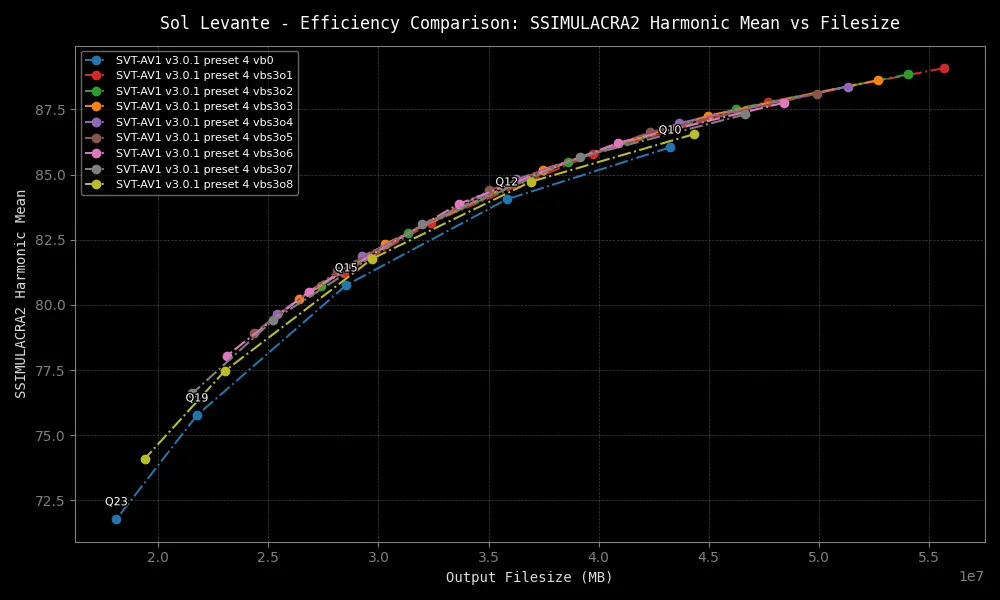 Sol Levante - Efficiency Comparison: SSIMULACRA2 Harmonic Mean vs Filesize
SVT-AV1 v3.0.1 preset 4 vb0
SVT-AV1 v3.0.1 preset 4 vbs3o1
SVT-AV1 v3.0.1 preset 4 vbs3o2
SVT-AV1 v3.0.1 preset 4 vbs3o3
SVT-AV1 v3.0.1 preset 4 vbs3o4
SVT-AV1 v3.0.1 preset 4 vbs3o5
SVT-AV1 v3.0.1 preset 4 vbs3o6
SVT-AV1 v3.0.1 preset 4 vbs3o7
SVT-AV1 v3.0.1 preset 4 vbs3o8
SSIMULACRA2 Harmonic Mean
87.5
85.0
82.5
80.0
77.5
75.0
72.5
Q10
Q12
Q15
Q19
Q23
2.0
2.5
3.0
3.5
4.0
4.5
5.0
5.5
1e7
Output Filesize (MB)